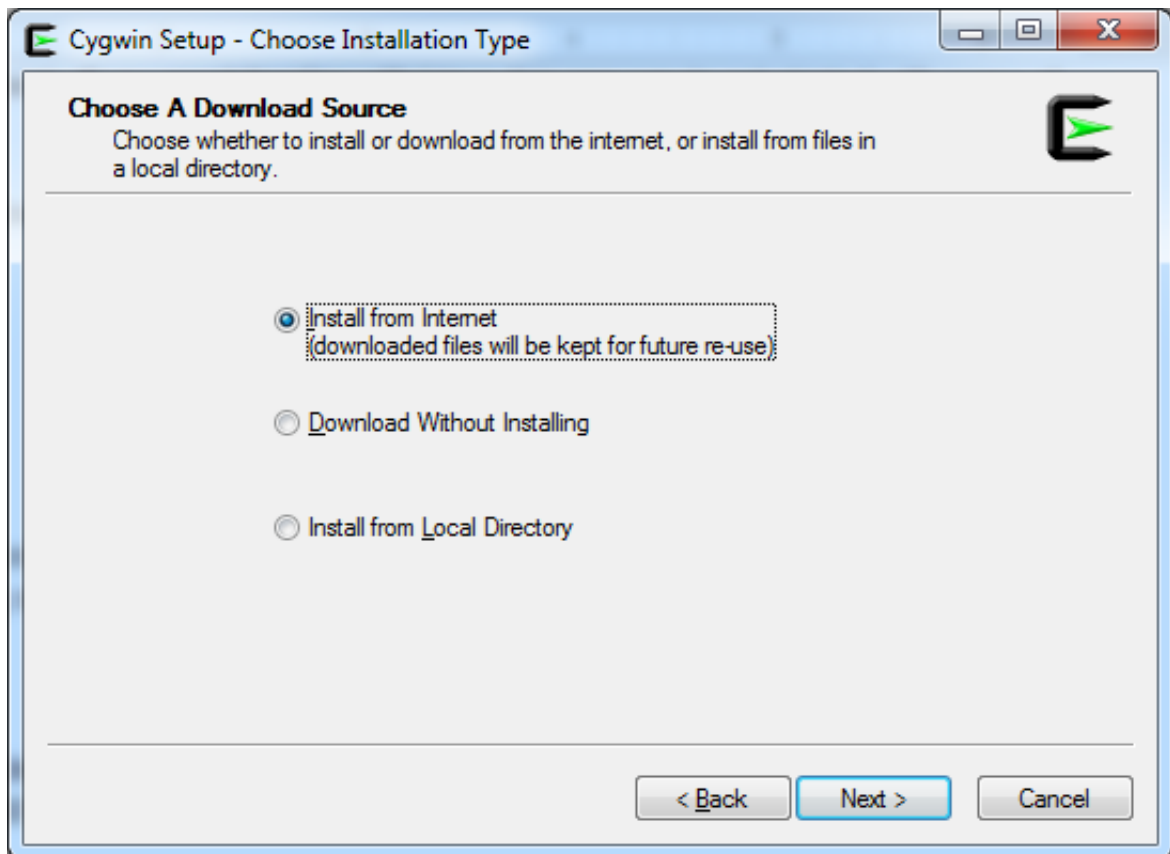 Cygwin Setup - Choose Installation Type
Choose A Download Source
Choose whether to install or download from the internet, or install from files in
a local directory.
Install from Internet
(downloaded files will be kept for future re-use)
Download Without Installing
Install from Local Directory
< Back Next > Cancel